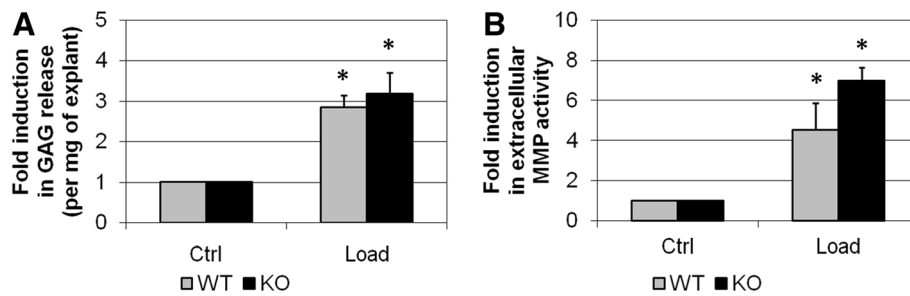 A
Fold induction
in GAG release
(per mg of explant)
5
4
3
2
1
0
*
*
Ctrl
Load
WT
KO
B
Fold induction
in extracellular
MMP activity
10
8
6
4
2
0
*
*
Ctrl
Load
WT
KO